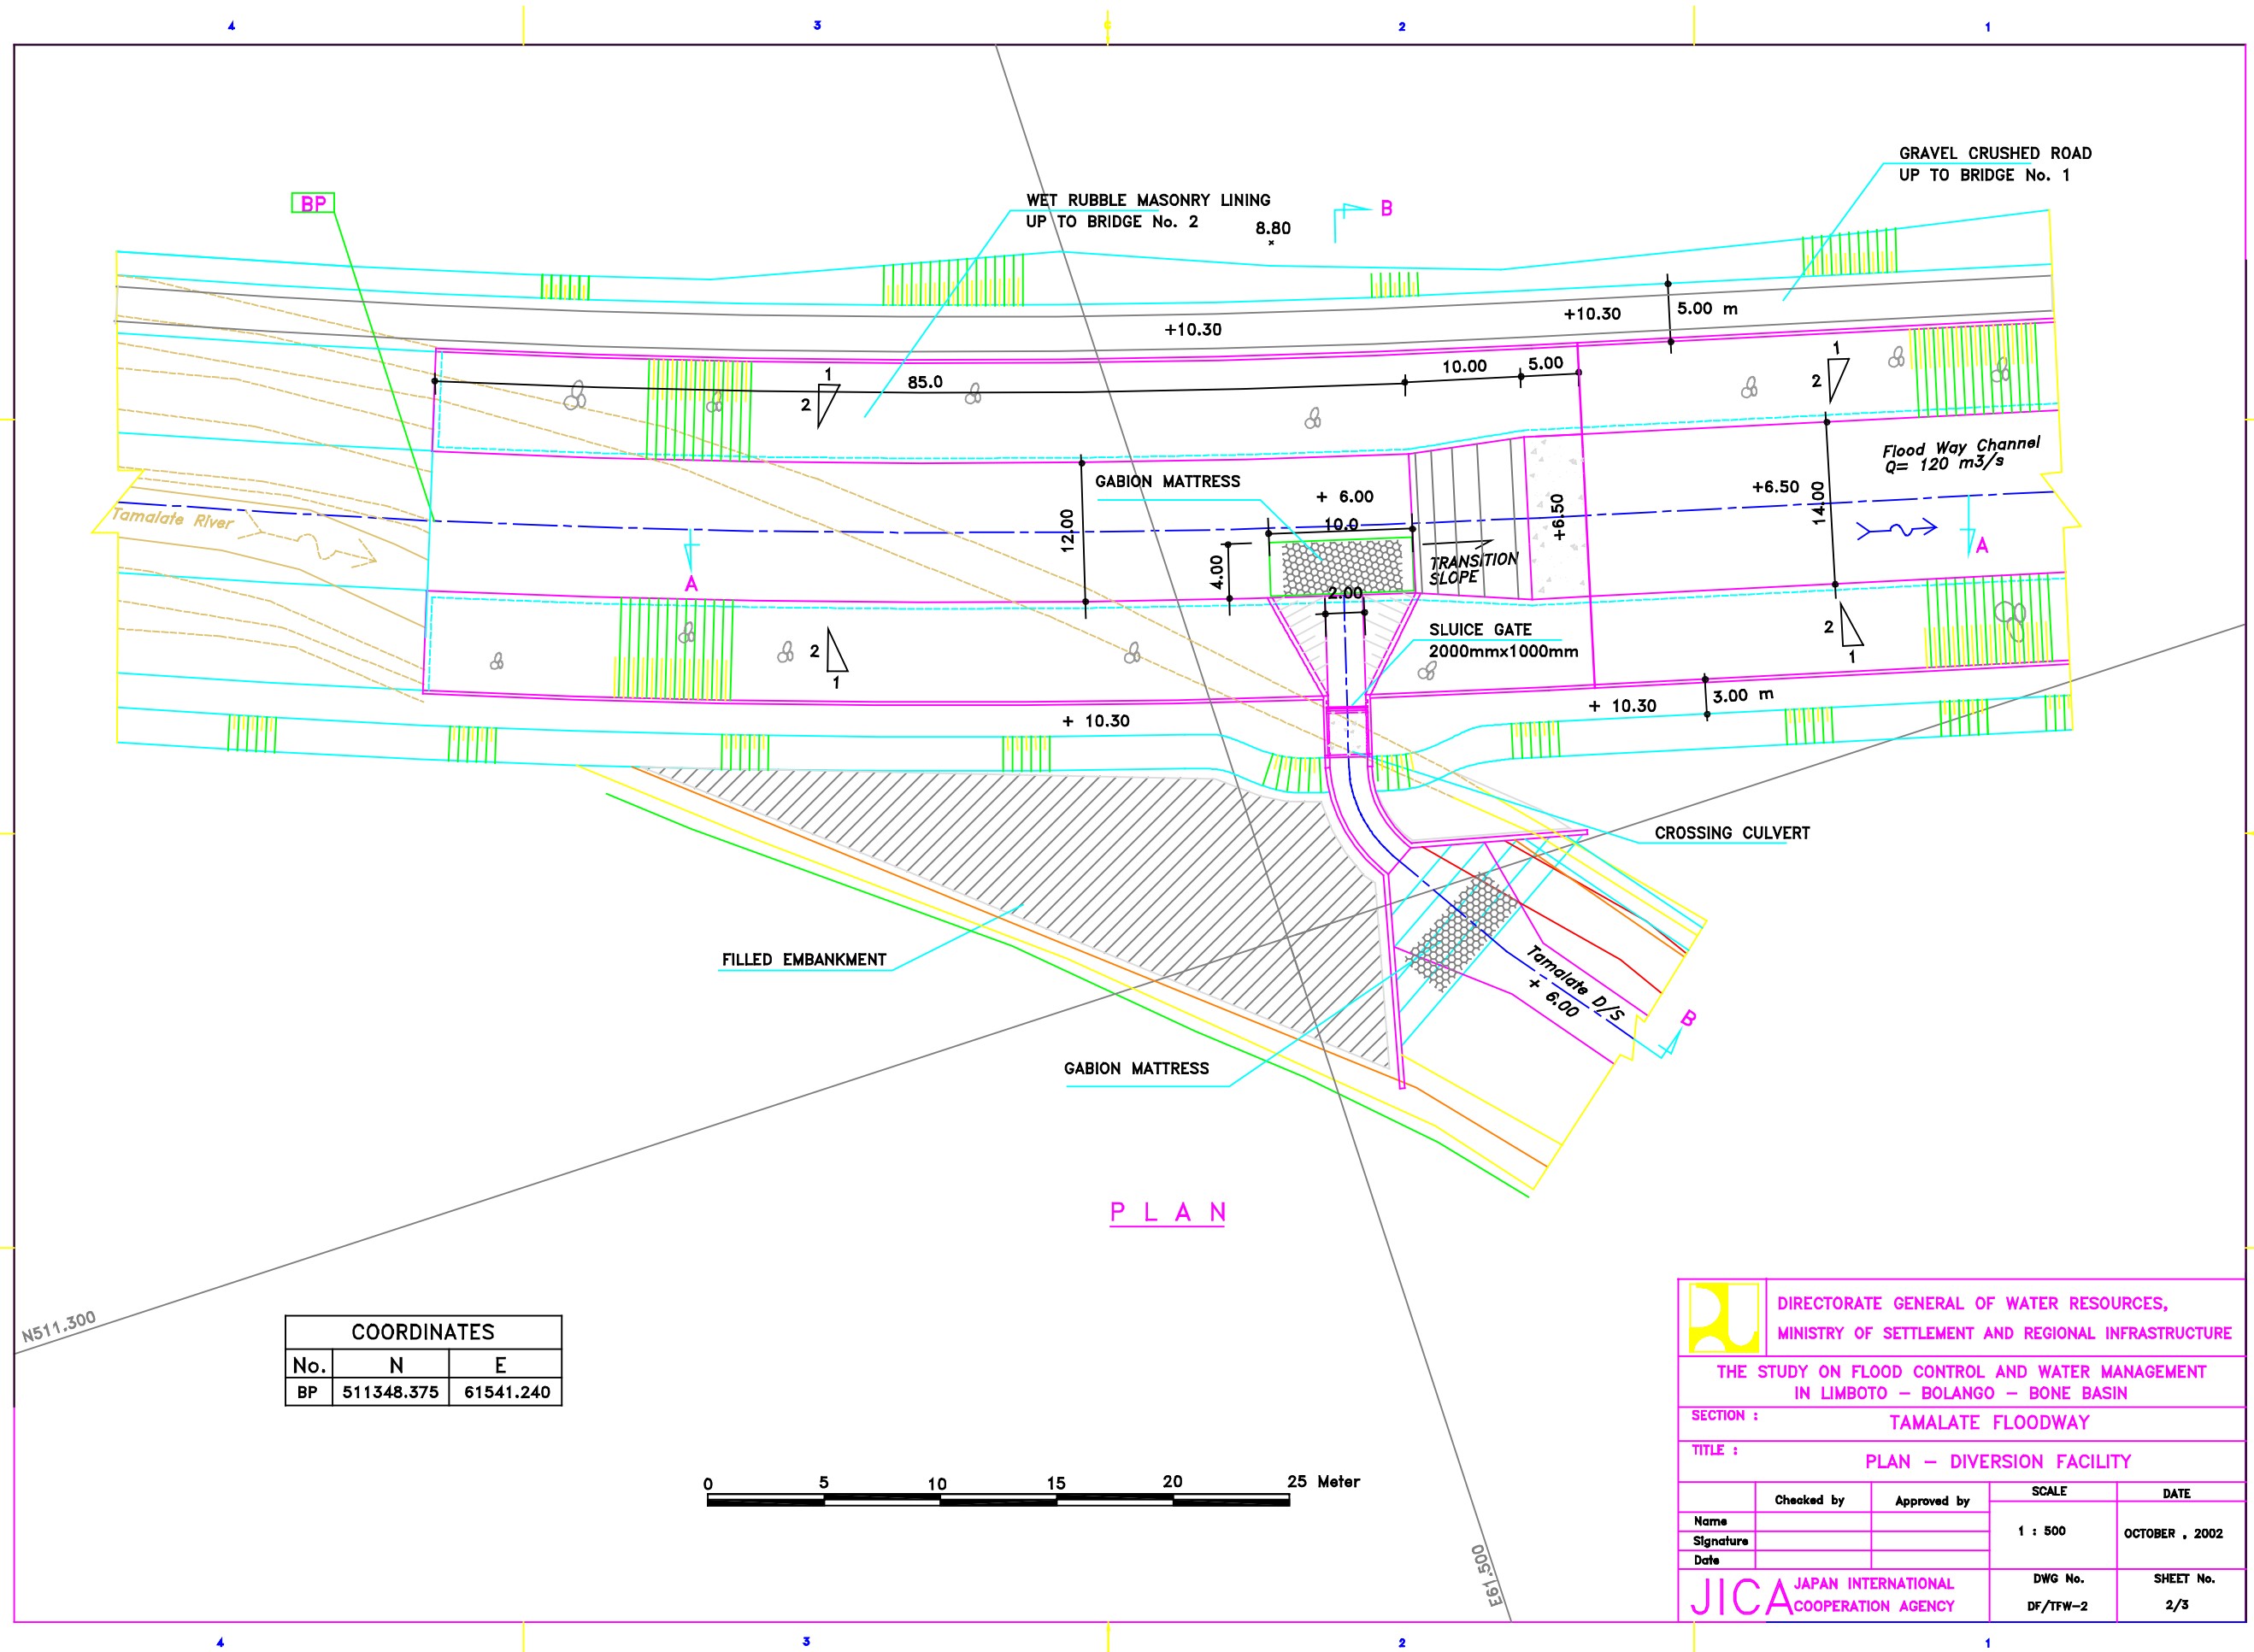 4
3
C
2
1
GRAVEL CRUSHED ROAD
UP TO BRIDGE No. 1
BP
WET RUBBLE MASONRY LINING
UP TO BRIDGE No. 2
8.80
B
+10.30
+10.30
5.00 m
85.0
10.00
5.00
1
2
1
2
Flood Way Channel
Q= 120 m3/s
GABION MATTRESS
+ 6.00
+6.50
+6.50
14.00
12.00
10.0
4.00
Tamalate River
TRANSITION
SLOPE
A
A
2.00
SLUICE GATE
2000mmx1000mm
2
1
2
1
+ 10.30
+ 10.30
3.00 m
CROSSING CULVERT
FILLED EMBANKMENT
Tamalate D/S
+ 6.00
B
GABION MATTRESS
P L A N
N511.300
E61.500
COORDINATES
No. N E
BP 511348.375 61541.240
0 5 10 15 20 25 Meter
DIRECTORATE GENERAL OF WATER RESOURCES,
MINISTRY OF SETTLEMENT AND REGIONAL INFRASTRUCTURE
THE STUDY ON FLOOD CONTROL AND WATER MANAGEMENT
IN LIMBOTO – BOLANGO – BONE BASIN
SECTION : TAMALATE FLOODWAY
TITLE : PLAN – DIVERSION FACILITY
Checked by Approved by SCALE DATE
Name
Signature
Date
1 : 500
OCTOBER , 2002
JICA JAPAN INTERNATIONAL
COOPERATION AGENCY
DWG No. SHEET No.
DF/TFW-2 2/3
4
3
2
1